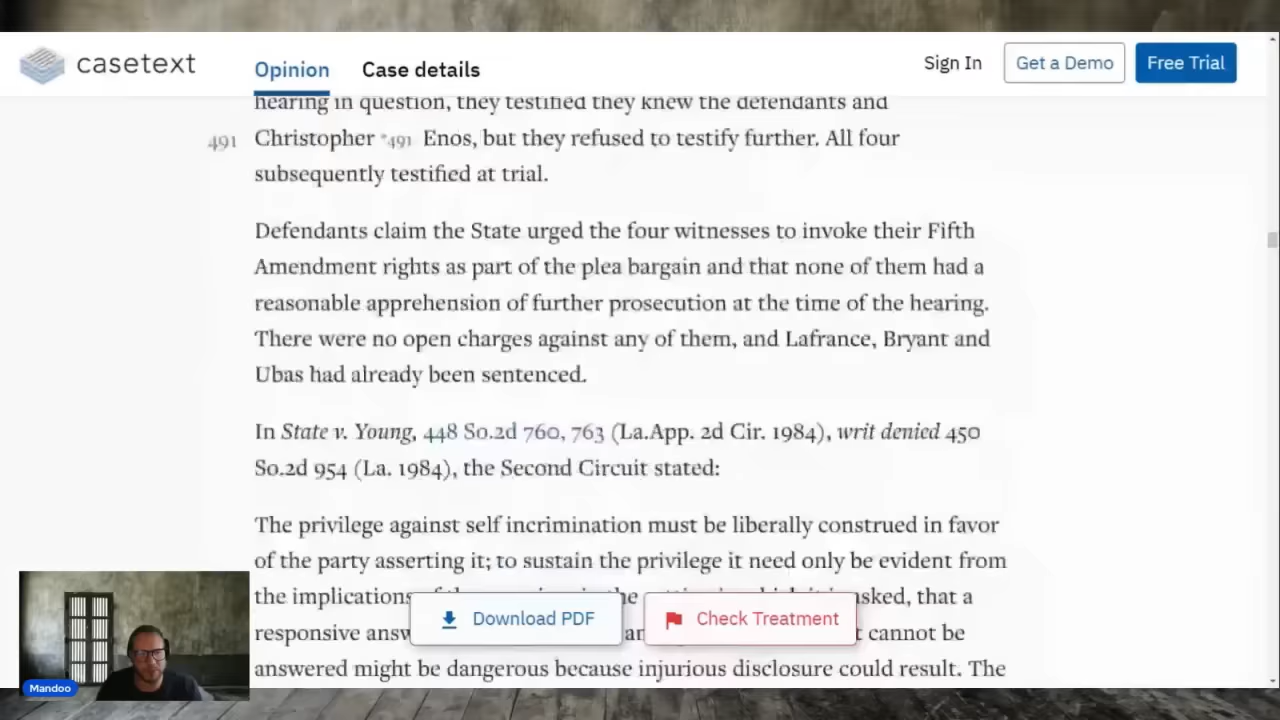 casetext
Opinion
Case details
Sign In
Get a Demo
Free Trial
hearing in question, they testified they knew the defendants and
491 Christopher *491 Enos, but they refused to testify further. All four
subsequently testified at trial.
Defendants claim the State urged the four witnesses to invoke their Fifth
Amendment rights as part of the plea bargain and that none of them had a
reasonable apprehension of further prosecution at the time of the hearing.
There were no open charges against any of them, and Lafrance, Bryant and
Ubas had already been sentenced.
In State v. Young, 448 So.2d 760, 763 (La.App. 2d Cir. 1984), writ denied 450
So.2d 954 (La. 1984), the Second Circuit stated:
The privilege against self incrimination must be liberally construed in favor
of the party asserting it; to sustain the privilege it need only be evident from
the implications asked, that a
responsive cannot be
answered might be dangerous because injurious disclosure could result. The
Download PDF
Check Treatment
Mandoo